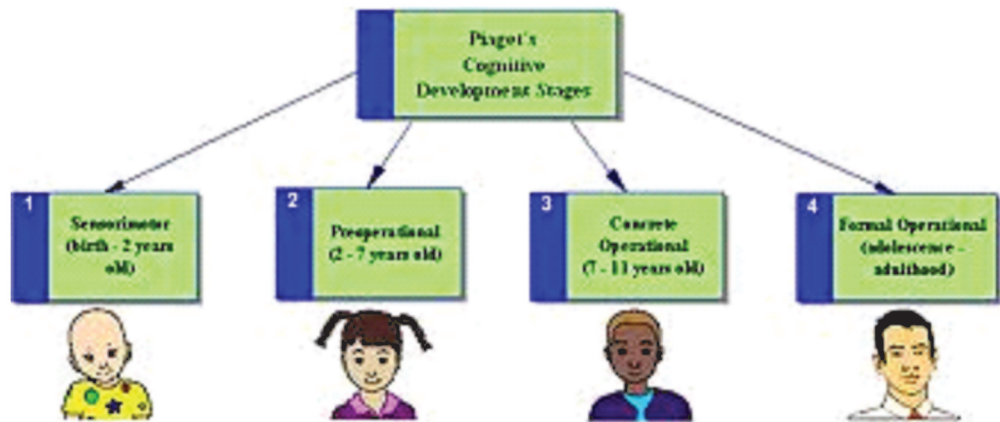 Piaget's
Cognitive
Development Stages
1
Sensorimotor
(birth - 2 years
old)
2
Preoperational
(2 - 7 years old)
3
Concrete
Operational
(7 - 11 years old)
4
Formal Operational
(adolescence -
adulthood)